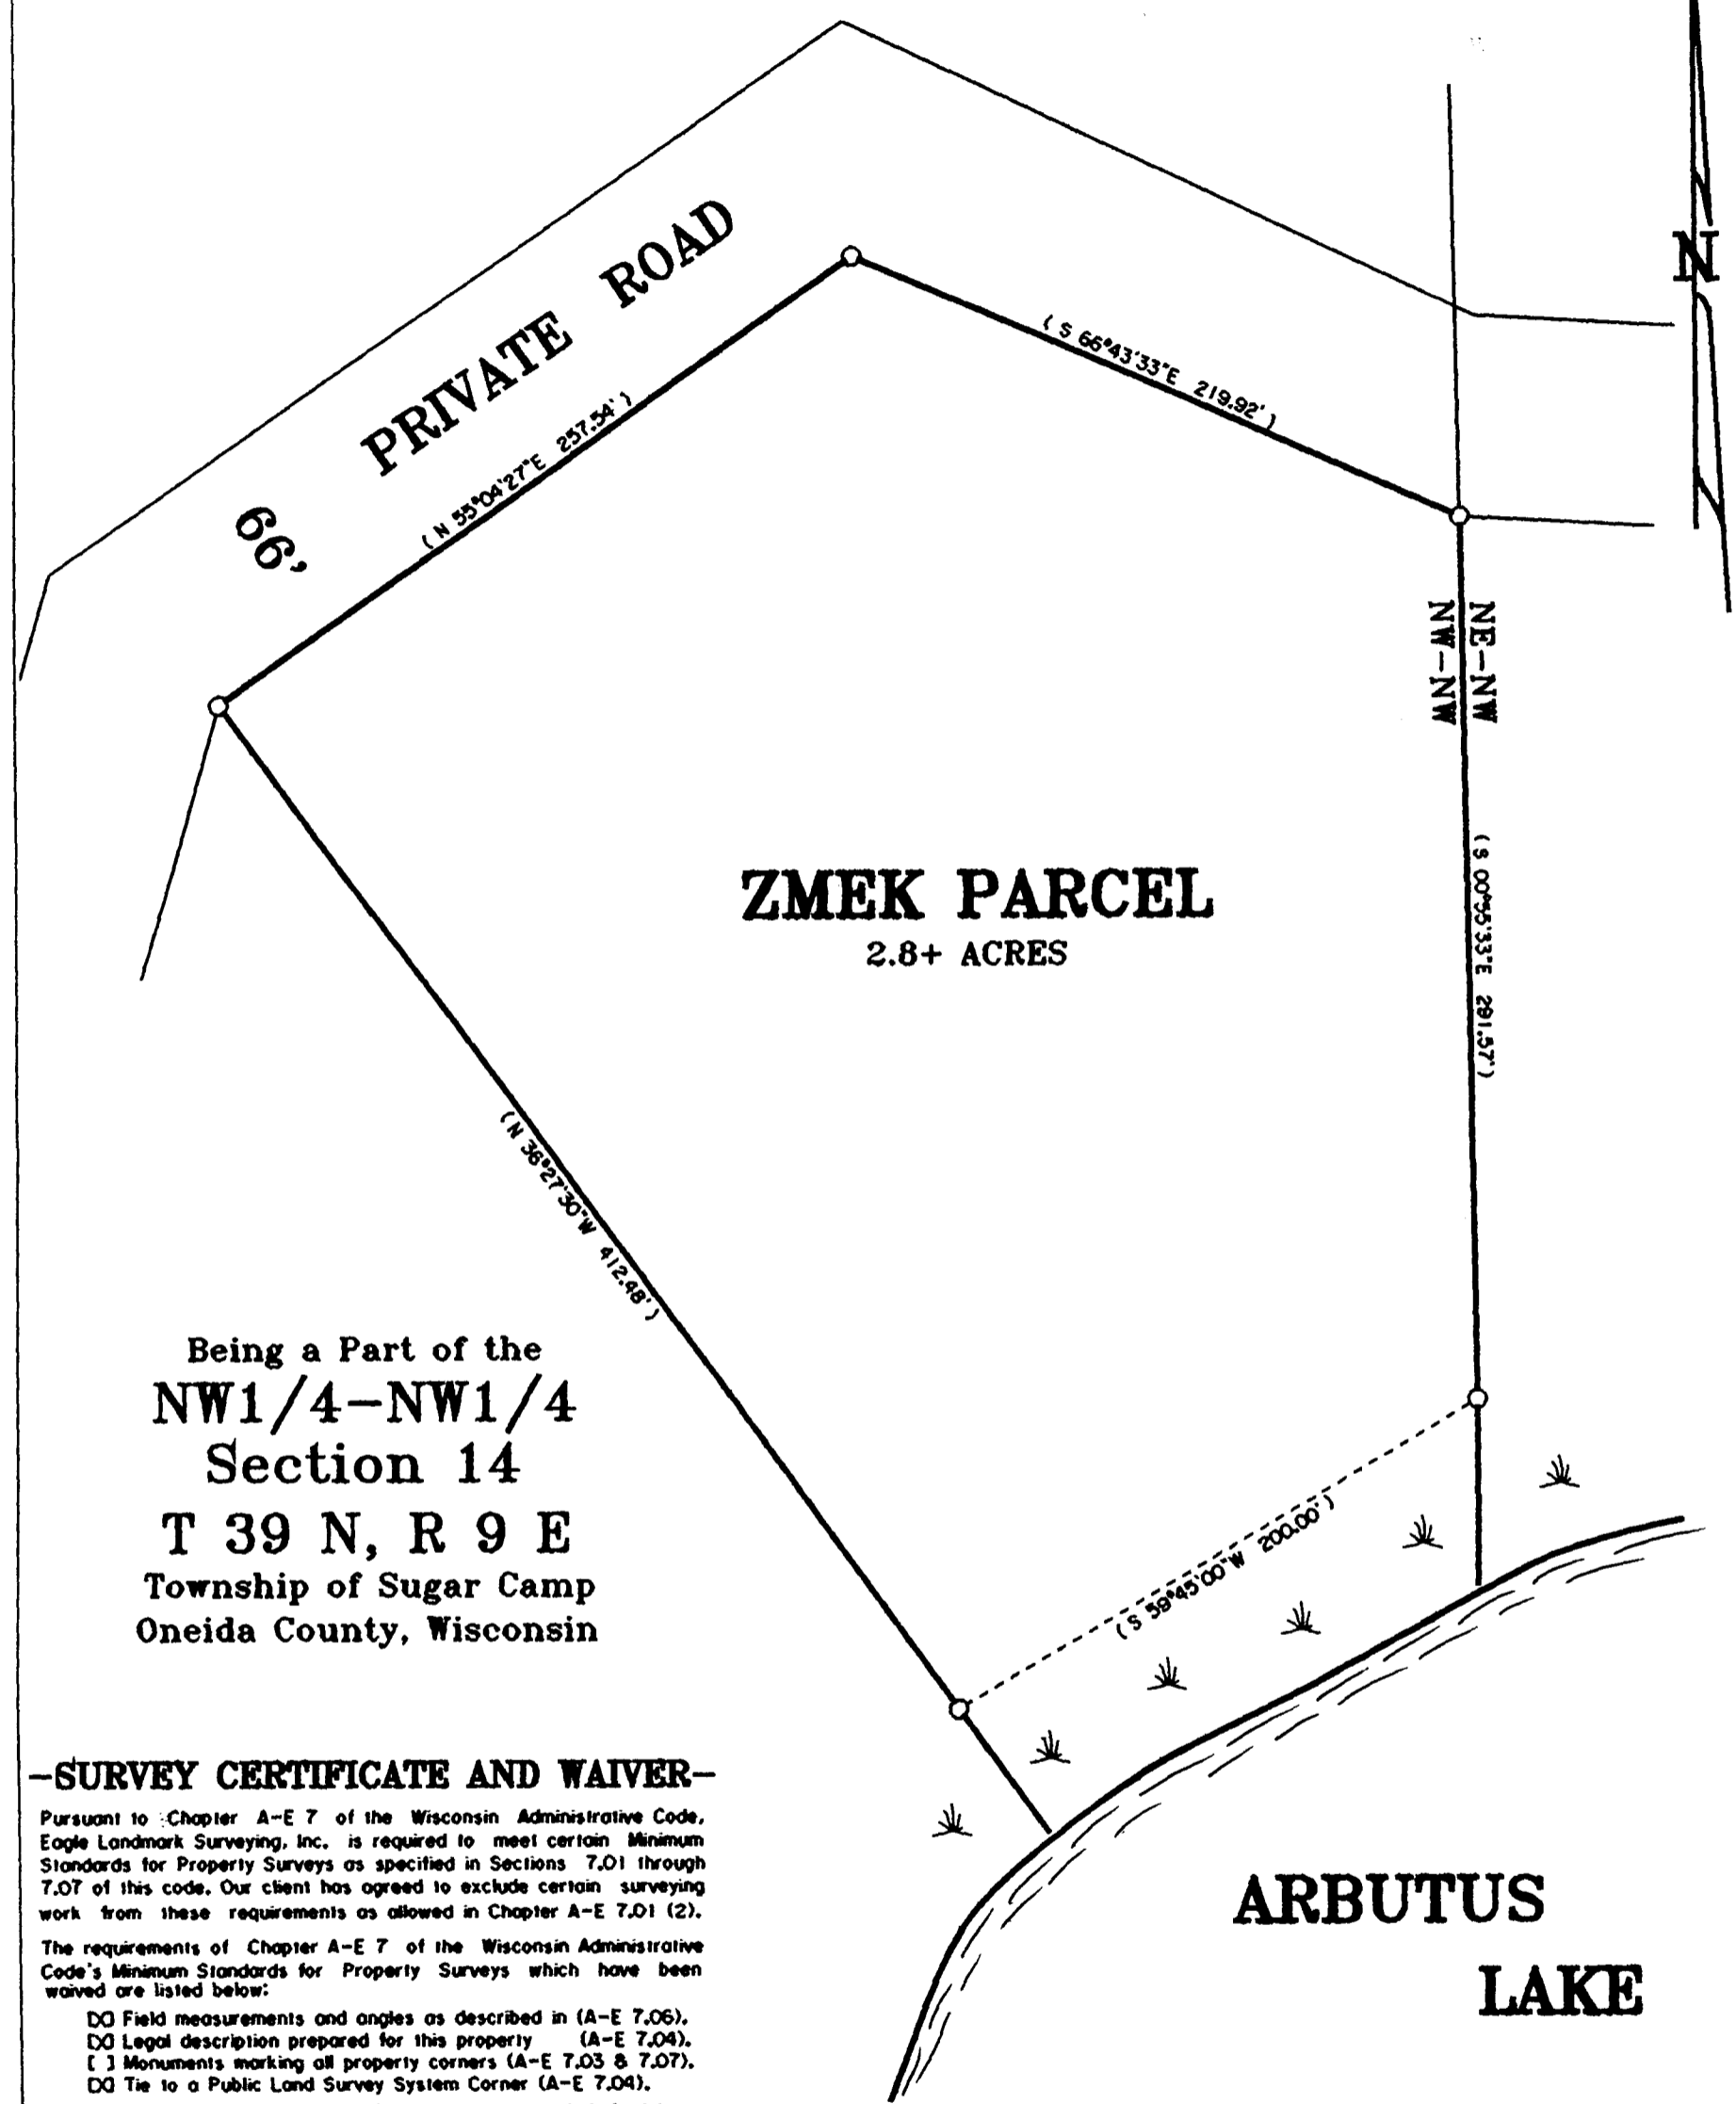 N
66' PRIVATE ROAD
( N 55°04'27"E 257.54' )
( S 66°43'33"E 219.92' )
NE-NW
NW-NW
( S 00°55'33"E 291.57' )
ZMEK PARCEL
2.8+ ACRES
( N 36°27'30"W 412.48' )
( S 59°45'00"W 200.00' )
Being a Part of the
NW1/4-NW1/4
Section 14
T 39 N, R 9 E
Township of Sugar Camp
Oneida County, Wisconsin
-SURVEY CERTIFICATE AND WAIVER-
Pursuant to Chapter A-E 7 of the Wisconsin Administrative Code,
Eagle Landmark Surveying, Inc. is required to meet certain Minimum
Standards for Property Surveys as specified in Sections 7.01 through
7.07 of this code. Our client has agreed to exclude certain surveying
work from these requirements as allowed in Chapter A-E 7.01 (2).
The requirements of Chapter A-E 7 of the Wisconsin Administrative
Code's Minimum Standards for Property Surveys which have been
waived are listed below:
[X] Field measurements and angles as described in (A-E 7.06).
[X] Legal description prepared for this property (A-E 7.04).
[ ] Monuments marking all property corners (A-E 7.03 & 7.07).
[X] Tie to a Public Land Survey System Corner (A-E 7.04).
ARBUTUS
LAKE